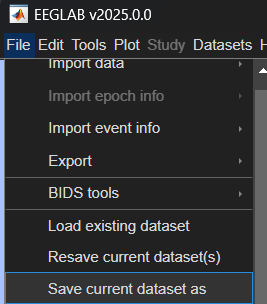 EEGLAB v2025.0.0
File Edit Tools Plot Study Datasets H
Import data
Import epoch info
Import event info
Export
BIDS tools
Load existing dataset
Resave current dataset(s)
Save current dataset as